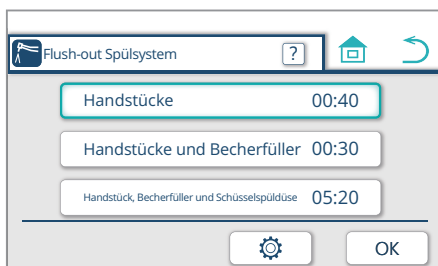 Flush-out Spülsystem ?
Handstücke 00:40
Handstücke und Becherfüller 00:30
Handstück, Becherfüller und Schüsselspüldüse 05:20
OK